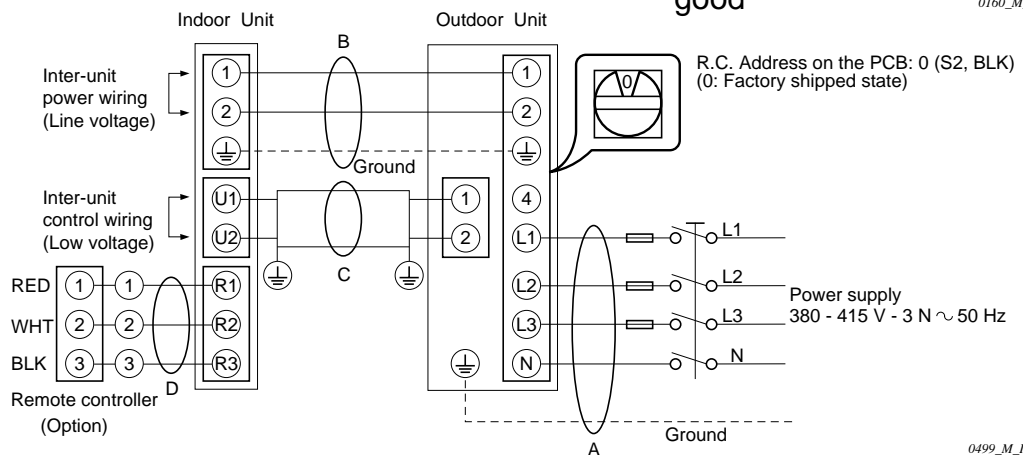 good
0160_M
Indoor Unit
Outdoor Unit
B
R.C. Address on the PCB: 0 (S2, BLK)
(0: Factory shipped state)
0
Inter-unit
power wiring
(Line voltage)
1
1
2
2
Ground
Inter-unit
control wiring
(Low voltage)
U1
1
4
U2
2
L1
L1
C
RED
1
1
R1
L2
L2
Power supply
380 - 415 V - 3 N ～ 50 Hz
WHT
2
2
R2
L3
L3
BLK
3
3
R3
N
N
D
Remote controller
(Option)
Ground
A
0499_M_I